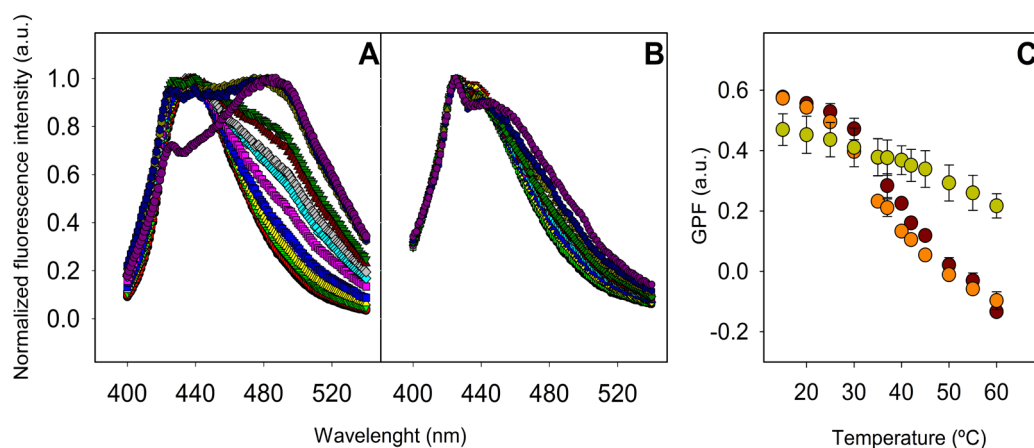 Normalized fluorescence intensity (a.u.)
1.0
0.8
0.6
0.4
0.2
0.0
A
400 440 480 520
B
400 440 480 520
Wavelenght (nm)
GPF (a.u.)
0.6
0.4
0.2
0.0
-0.2
C
20 30 40 50 60
Temperature (ºC)